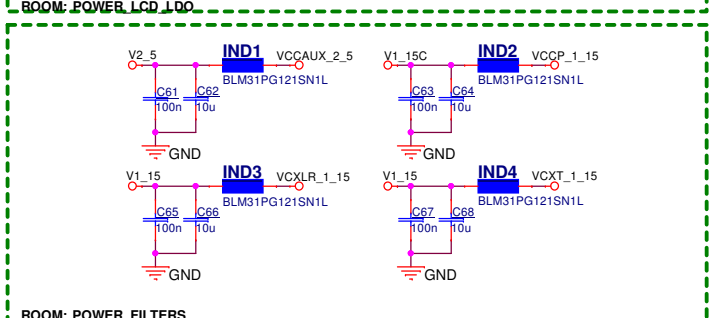 ROOM: POWER_LCD_LDO
V2_5 IND1 VCCAUX_2_5
BLM31PG121SN1L
C61 C62
100n 10u
GND
V1_15C IND2 VCCP_1_15
BLM31PG121SN1L
C63 C64
100n 10u
GND
V1_15 IND3 VCXLR_1_15
BLM31PG121SN1L
C65 C66
100n 10u
GND
V1_15 IND4 VCXT_1_15
BLM31PG121SN1L
C67 C68
100n 10u
GND
ROOM: POWER_FILTERS